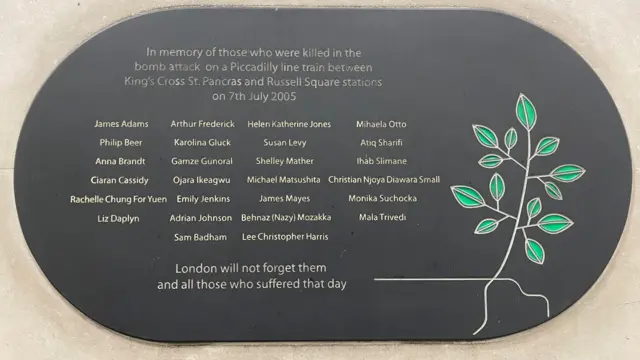 In memory of those who were killed in the
bomb attack on a Piccadilly line train between
King's Cross St. Pancras and Russell Square stations
on 7th July 2005
James Adams Arthur Frederick Helen Katherine Jones Mihaela Otto
Philip Beer Karolina Gluck Susan Levy Atiq Sharifi
Anna Brandt Gamze Gunoral Shelley Mather Ihab Slimane
Ciaran Cassidy Ojara Ikeagwu Michael Matsushita Christian Njoya Diawara Small
Rachelle Chung For Yuen Emily Jenkins James Mayes Monika Suchocka
Liz Daplyn Adrian Johnson Behnaz (Nazy) Mozakka Mala Trivedi
Sam Badham Lee Christopher Harris
London will not forget them
and all those who suffered that day